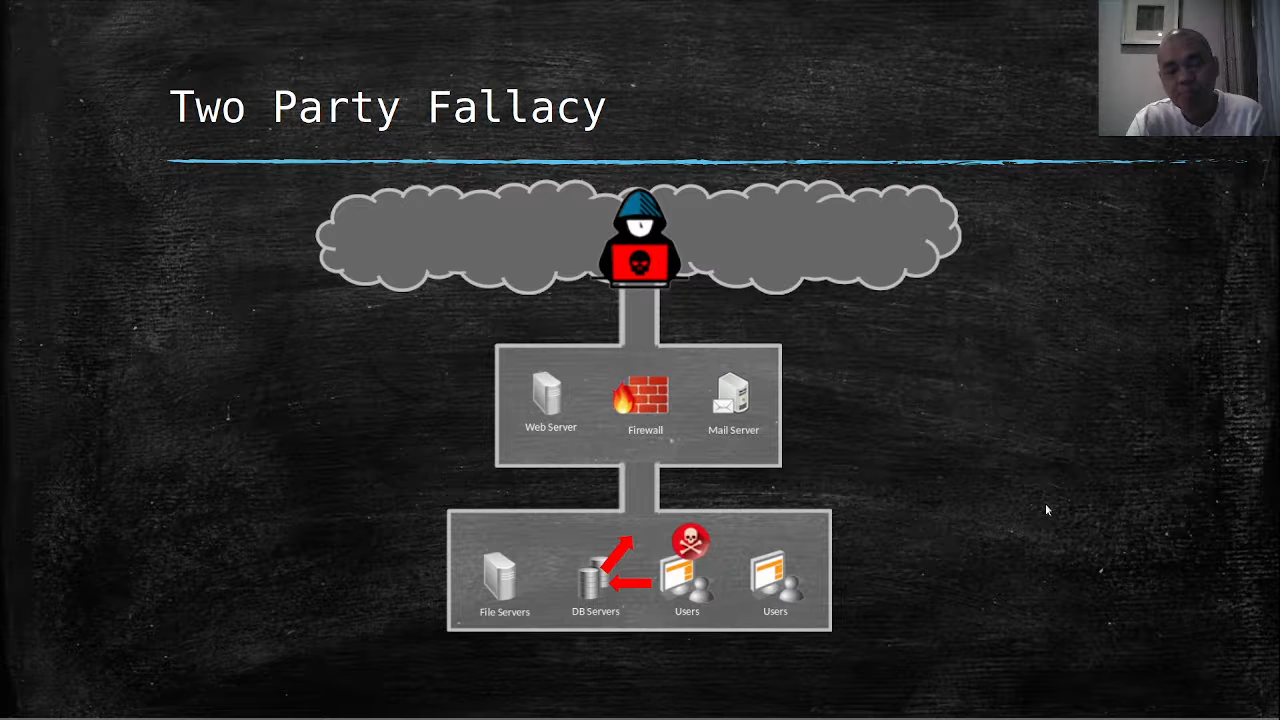 Two Party Fallacy
Web Server
Firewall
Mail Server
File Servers
DB Servers
Users
Users